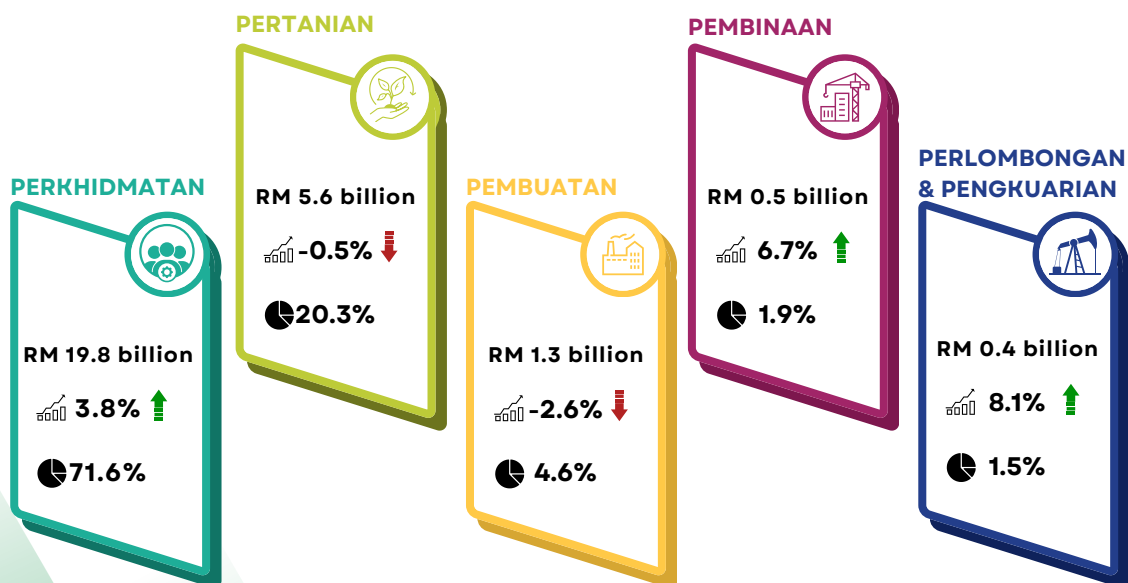 PERKHIDMATAN
RM 19.8 billion
3.8%
71.6%
PERTANIAN
RM 5.6 billion
-0.5%
20.3%
PEMBUATAN
RM 1.3 billion
-2.6%
4.6%
PEMBINAAN
RM 0.5 billion
6.7%
1.9%
PERLOMBONGAN
& PENGKUARIAN
RM 0.4 billion
8.1%
1.5%